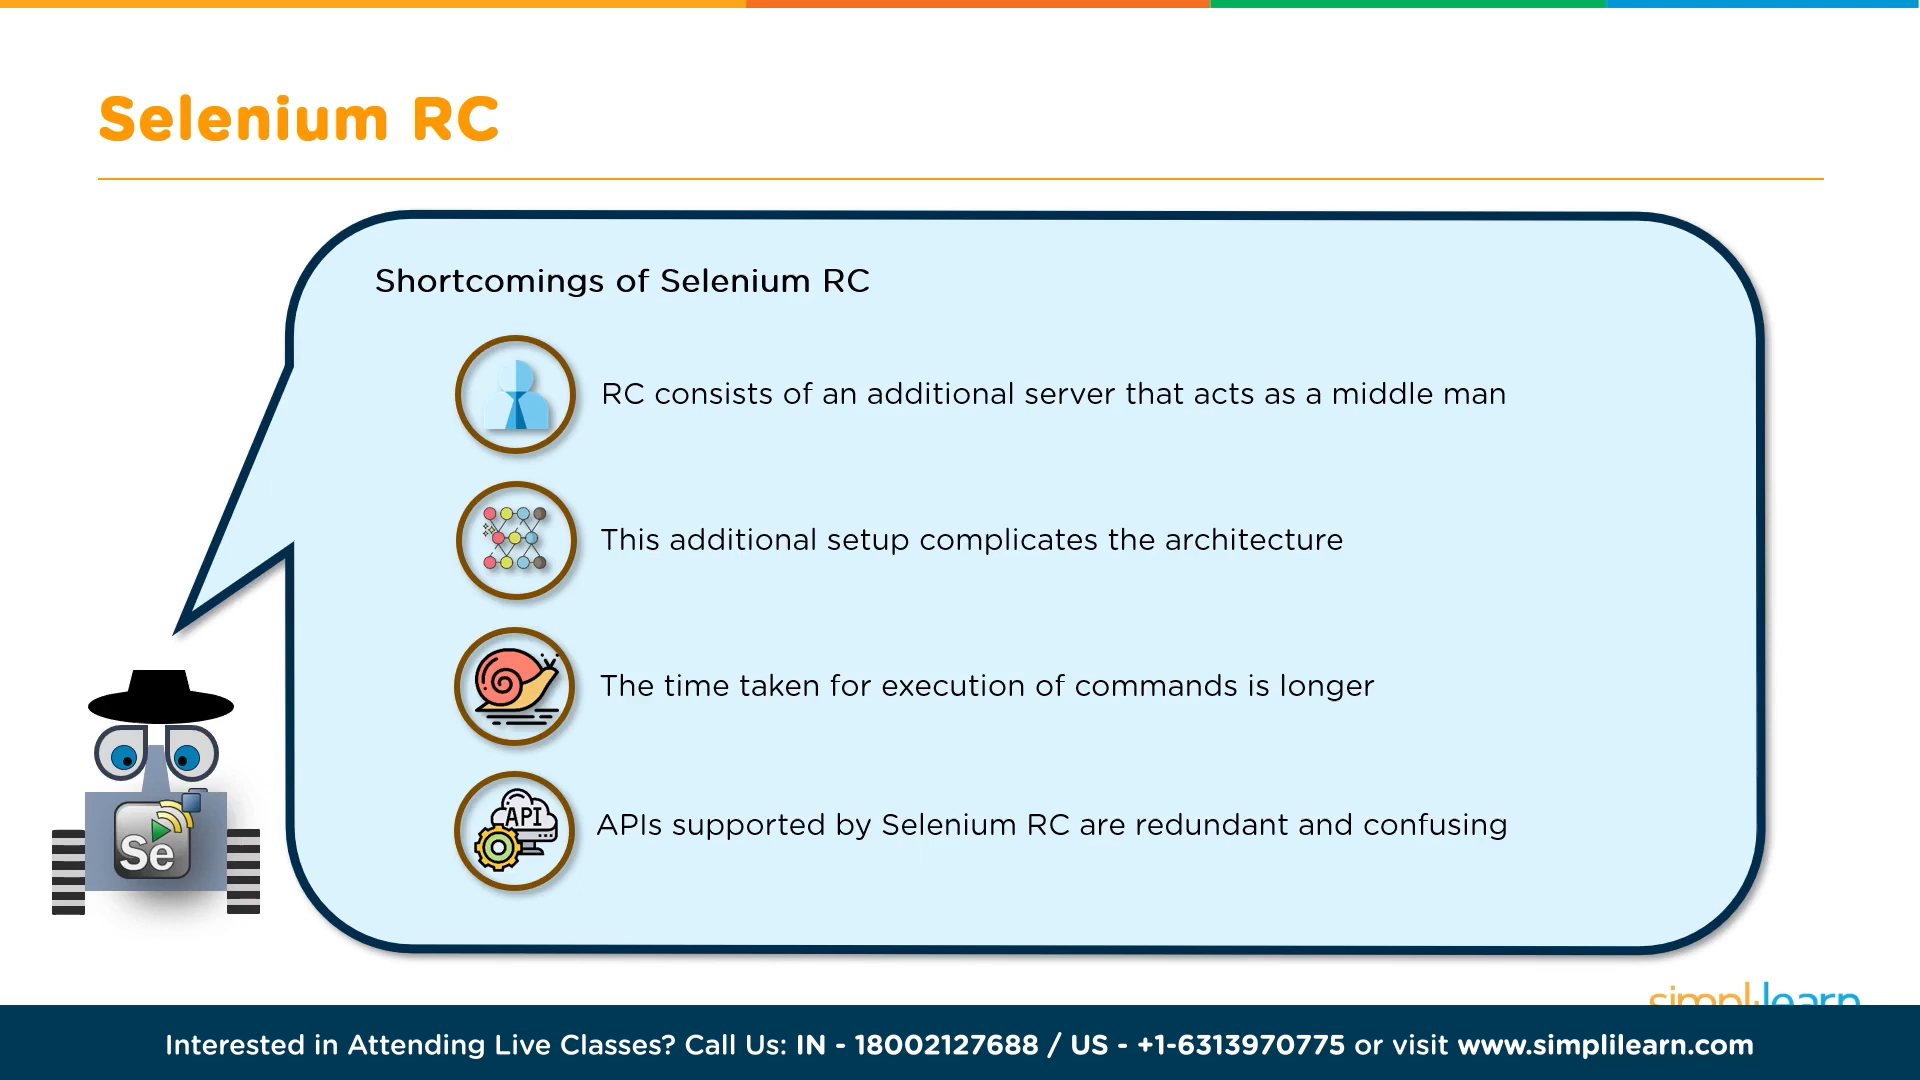 Selenium RC
Shortcomings of Selenium RC
RC consists of an additional server that acts as a middle man
This additional setup complicates the architecture
The time taken for execution of commands is longer
API
APIs supported by Selenium RC are redundant and confusing
Se
simplilearn
Interested in Attending Live Classes? Call Us: IN - 18002127688 / US - +1-6313970775 or visit www.simplilearn.com